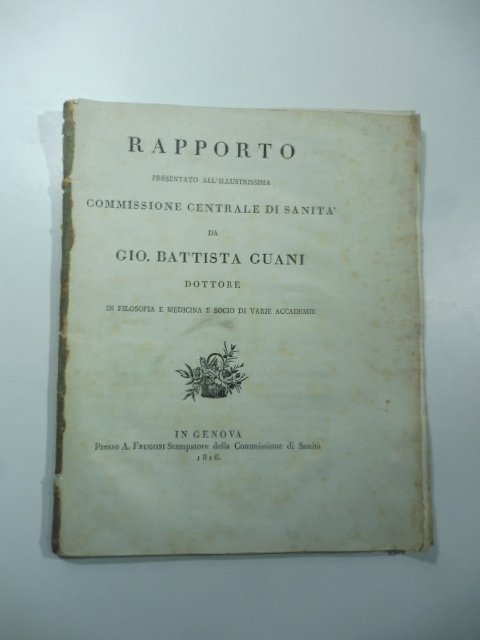 RAPPORTO
PRESENTATO ALL'ILLUSTRISSIMA
COMMISSIONE CENTRALE DI SANITA'
DA
GIO. BATTISTA GUANI
DOTTORE
IN FILOSOFIA E MEDICINA E SOCIO DI VARIE ACCADEMIE
IN GENOVA
Presso A. FRUGONI Stampatore della Commissione di Sanità
1816.